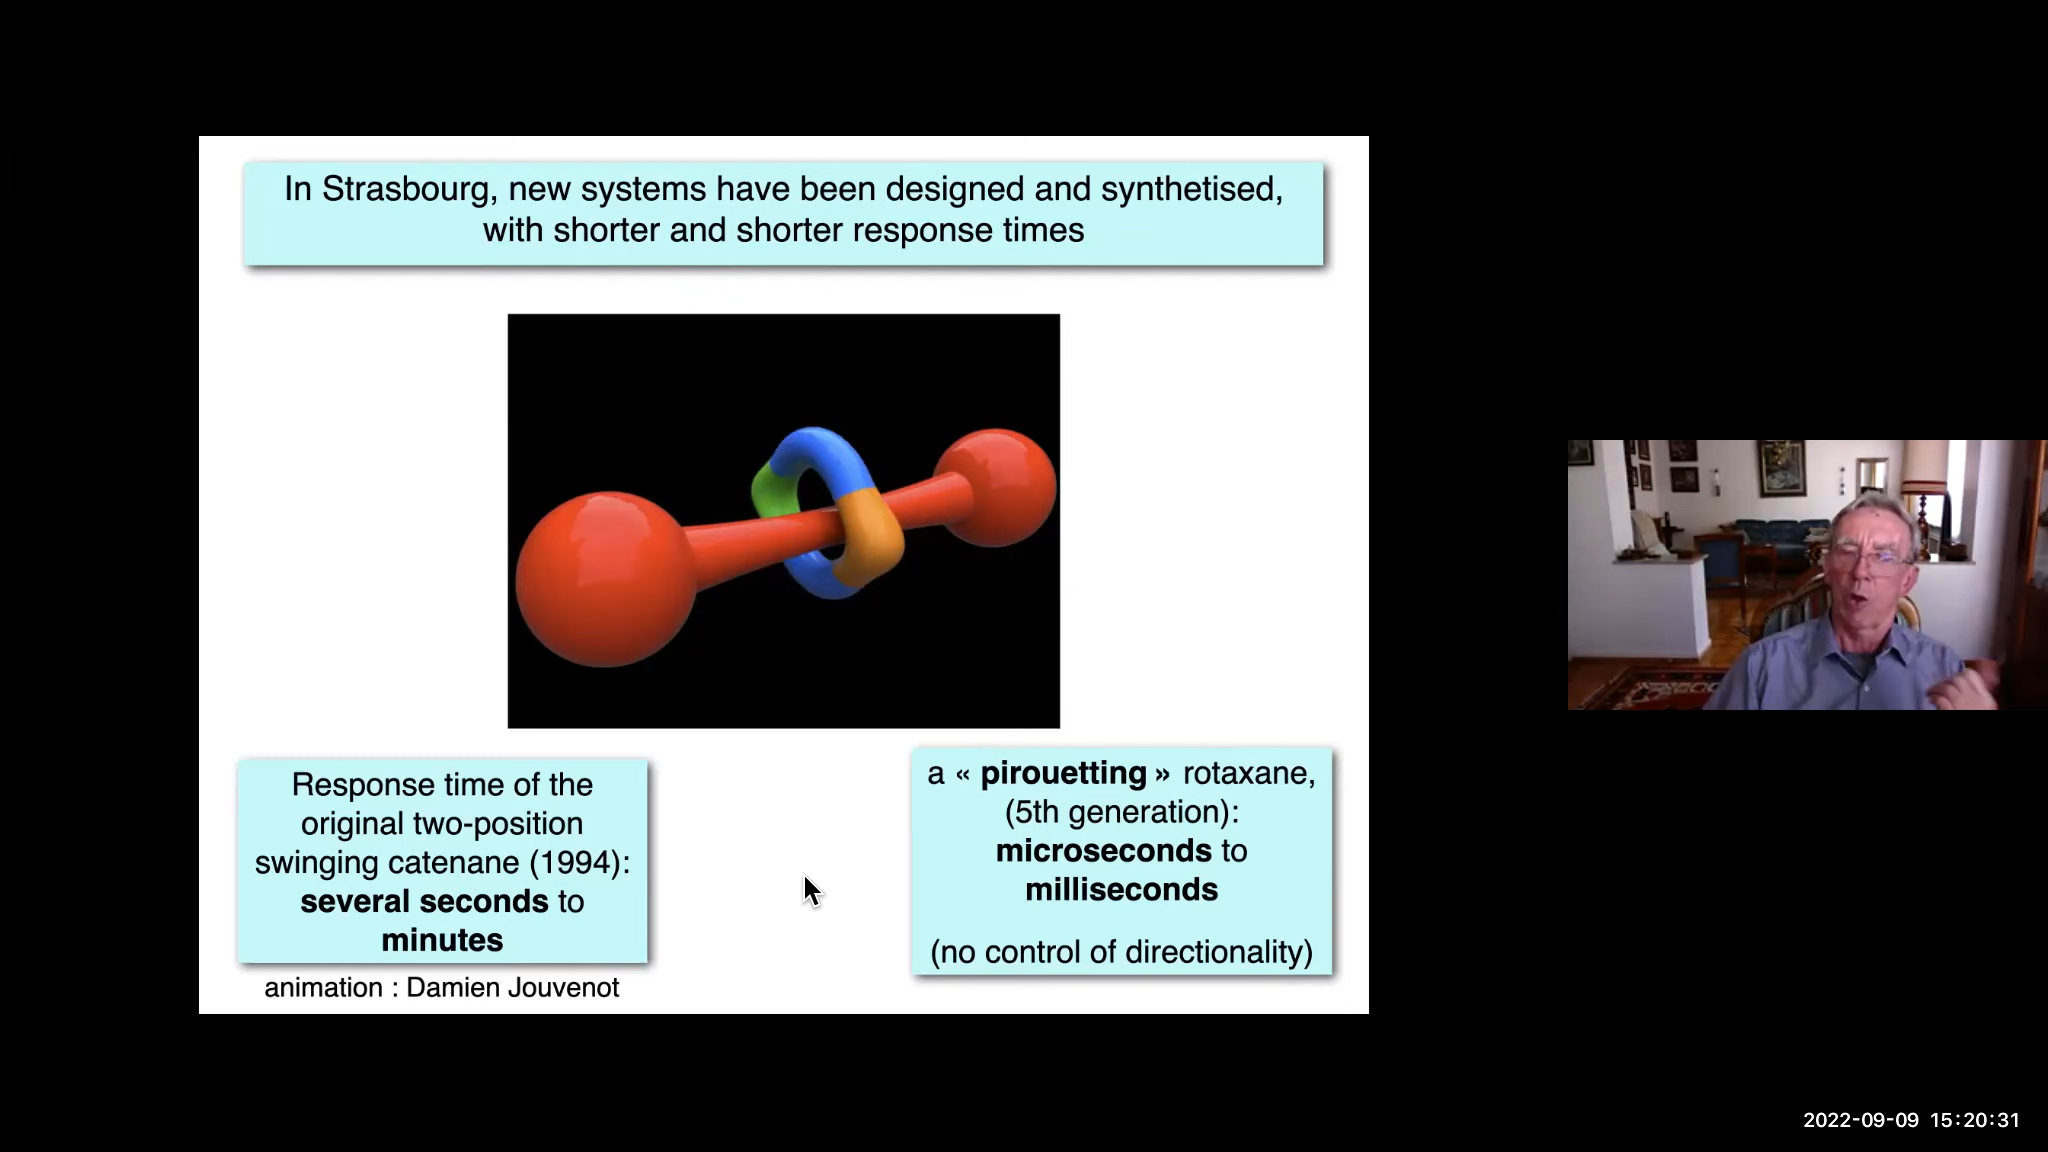 In Strasbourg, new systems have been designed and synthetised,
with shorter and shorter response times
Response time of the
original two-position
swinging catenane (1994):
several seconds to
minutes
animation : Damien Jouvenot
a « pirouetting » rotaxane,
(5th generation):
microseconds to
milliseconds
(no control of directionality)
2022-09-09 15:20:31